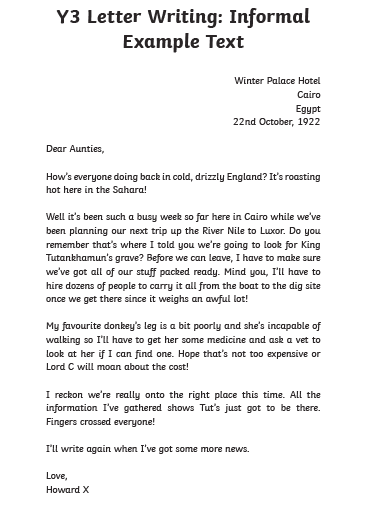 Y3 Letter Writing: Informal
Example Text
Winter Palace Hotel
Cairo
Egypt
22nd October, 1922
Dear Aunties,
How's everyone doing back in cold, drizzly England? It's roasting
hot here in the Sahara!
Well it's been such a busy week so far here in Cairo while we've
been planning our next trip up the River Nile to Luxor. Do you
remember that's where I told you we're going to look for King
Tutankhamun's grave? Before we can leave, I have to make sure
we've got all of our stuff packed ready. Mind you, I'll have to
hire dozens of people to carry it all from the boat to the dig site
once we get there since it weighs an awful lot!
My favourite donkey's leg is a bit poorly and she's incapable of
walking so I'll have to get her some medicine and ask a vet to
look at her if I can find one. Hope that's not too expensive or
Lord C will moan about the cost!
I reckon we're really onto the right place this time. All the
information I've gathered shows Tut's just got to be there.
Fingers crossed everyone!
I'll write again when I've got some more news.
Love,
Howard X